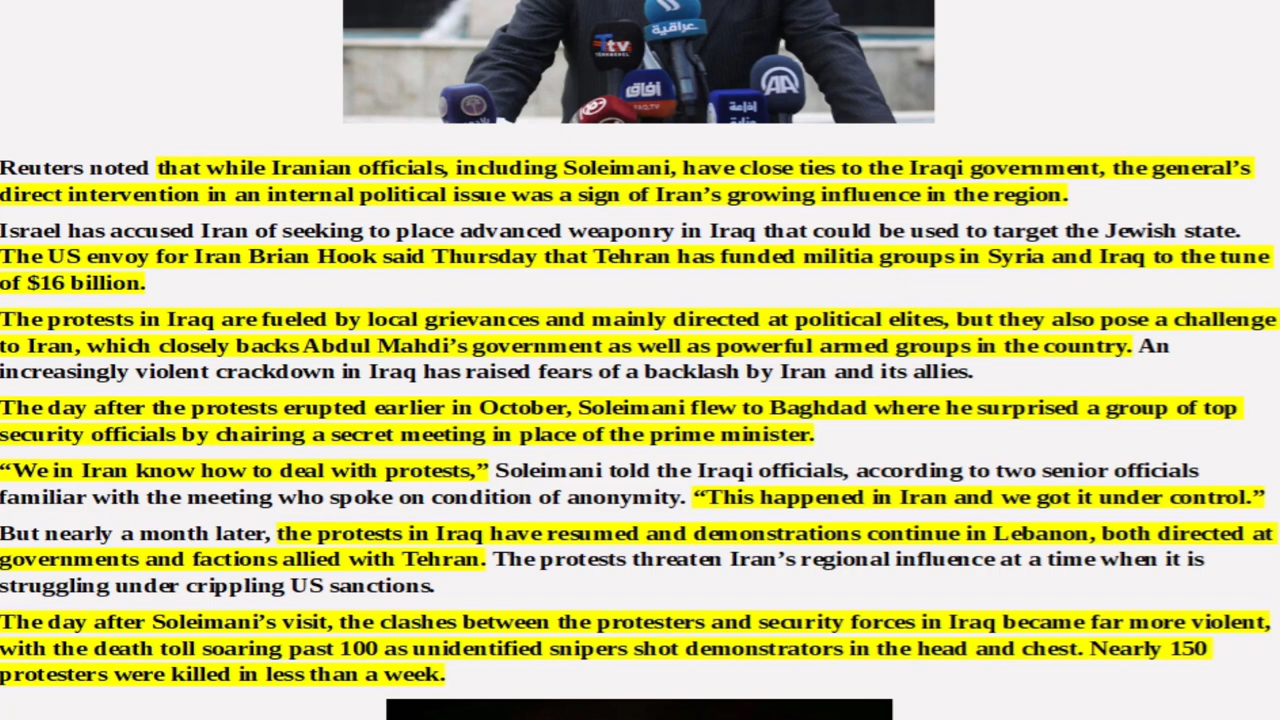 عراقية
Ttv
TÜRKMENELI
آفاق
AFAQ.TV
AA
إذاعة
Reuters noted that while Iranian officials, including Soleimani, have close ties to the Iraqi government, the general’s
direct intervention in an internal political issue was a sign of Iran’s growing influence in the region.
Israel has accused Iran of seeking to place advanced weaponry in Iraq that could be used to target the Jewish state.
The US envoy for Iran Brian Hook said Thursday that Tehran has funded militia groups in Syria and Iraq to the tune
of $16 billion.
The protests in Iraq are fueled by local grievances and mainly directed at political elites, but they also pose a challenge
to Iran, which closely backs Abdul Mahdi’s government as well as powerful armed groups in the country. An
increasingly violent crackdown in Iraq has raised fears of a backlash by Iran and its allies.
The day after the protests erupted earlier in October, Soleimani flew to Baghdad where he surprised a group of top
security officials by chairing a secret meeting in place of the prime minister.
“We in Iran know how to deal with protests,” Soleimani told the Iraqi officials, according to two senior officials
familiar with the meeting who spoke on condition of anonymity. “This happened in Iran and we got it under control.”
But nearly a month later, the protests in Iraq have resumed and demonstrations continue in Lebanon, both directed at
governments and factions allied with Tehran. The protests threaten Iran’s regional influence at a time when it is
struggling under crippling US sanctions.
The day after Soleimani’s visit, the clashes between the protesters and security forces in Iraq became far more violent,
with the death toll soaring past 100 as unidentified snipers shot demonstrators in the head and chest. Nearly 150
protesters were killed in less than a week.